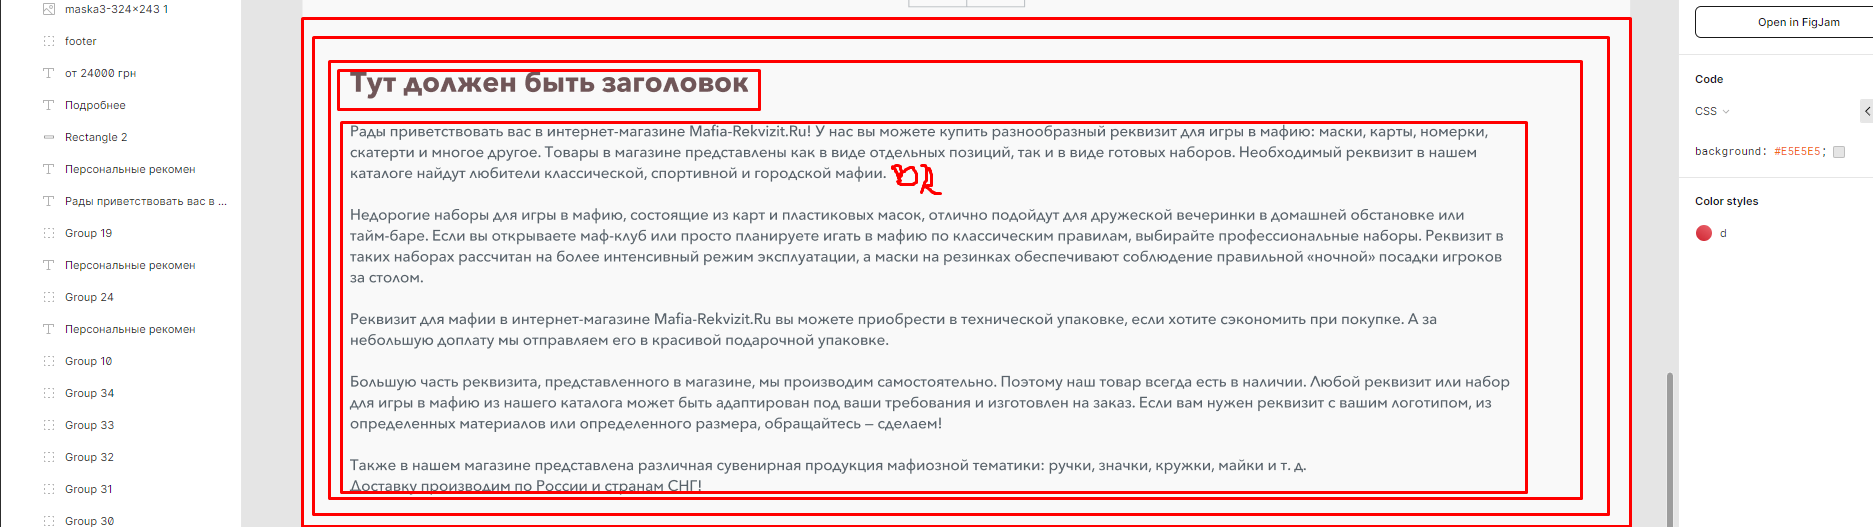 maska3-324×243 1
footer
от 24000 грн
Подробнее
Rectangle 2
Персональные рекомен
Рады приветствовать вас в ...
Group 19
Персональные рекомен
Group 24
Персональные рекомен
Group 10
Group 34
Group 33
Group 32
Group 31
Group 30
Тут должен быть заголовок
Рады приветствовать вас в интернет-магазине Mafia-Rekvizit.Ru! У нас вы можете купить разнообразный реквизит для игры в мафию: маски, карты, номерки,
скатерти и многое другое. Товары в магазине представлены как в виде отдельных позиций, так и в виде готовых наборов. Необходимый реквизит в нашем
каталоге найдут любители классической, спортивной и городской мафии.
Недорогие наборы для игры в мафию, состоящие из карт и пластиковых масок, отлично подойдут для дружеской вечеринки в домашней обстановке или
тайм-баре. Если вы открываете маф-клуб или просто планируете игать в мафию по классическим правилам, выбирайте профессиональные наборы. Реквизит в
таких наборах рассчитан на более интенсивный режим эксплуатации, а маски на резинках обеспечивают соблюдение правильной «ночной» посадки игроков
за столом.
Реквизит для мафии в интернет-магазине Mafia-Rekvizit.Ru вы можете приобрести в технической упаковке, если хотите сэкономить при покупке. А за
небольшую доплату мы отправляем его в красивой подарочной упаковке.
Большую часть реквизита, представленного в магазине, мы производим самостоятельно. Поэтому наш товар всегда есть в наличии. Любой реквизит или набор
для игры в мафию из нашего каталога может быть адаптирован под ваши требования и изготовлен на заказ. Если вам нужен реквизит с вашим логотипом, из
определенных материалов или определенного размера, обращайтесь – сделаем!
Также в нашем магазине представлена различная сувенирная продукция мафиозной тематики: ручки, значки, кружки, майки и т. д.
Доставку производим по России и странам СНГ!
Open in FigJam
Code
CSS
background: #E5E5E5;
Color styles
d